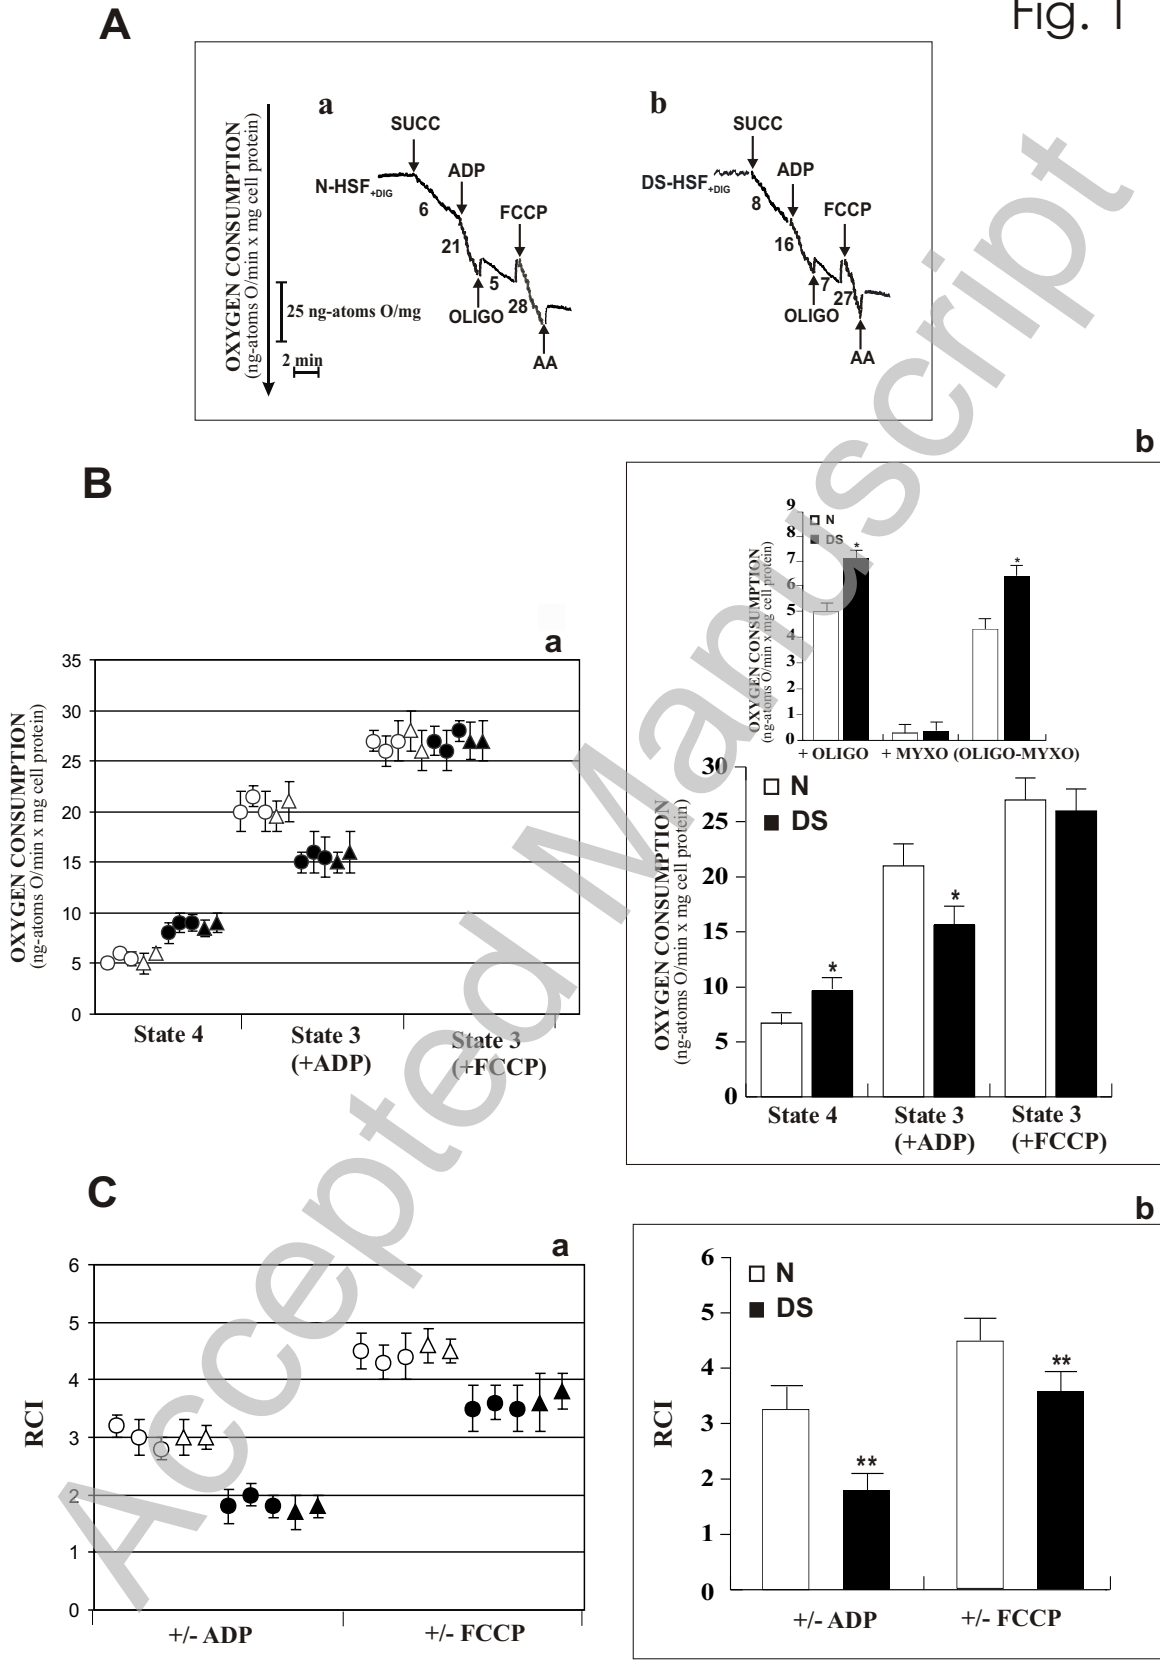 Fig. 1
A
OXYGEN CONSUMPTION
(ng-atoms O/min x mg cell protein)
25 ng-atoms O/mg
2 min
a
SUCC
ADP
N-HSF+DIG
6
FCCP
21
5
28
OLIGO
AA
b
SUCC
ADP
DS-HSF+DIG
8
FCCP
16
7
27
OLIGO
AA
B
a
OXYGEN CONSUMPTION
(ng-atoms O/min x mg cell protein)
35
30
25
20
15
10
5
0
State 4
State 3
(+ADP)
State 3
(+FCCP)
b
OXYGEN CONSUMPTION
(ng-atoms O/min x mg cell protein)
9
8
7
6
5
4
3
2
1
0
N
DS
*
*
+ OLIGO
+ MYXO
(OLIGO-MYXO)
OXYGEN CONSUMPTION
(ng-atoms O/min x mg cell protein)
30
25
20
15
10
5
0
N
DS
*
*
State 4
State 3
(+ADP)
State 3
(+FCCP)
C
a
RCI
6
5
4
3
2
1
0
+/- ADP
+/- FCCP
b
RCI
6
5
4
3
2
1
0
N
DS
**
**
+/- ADP
+/- FCCP
Accepted Manuscript